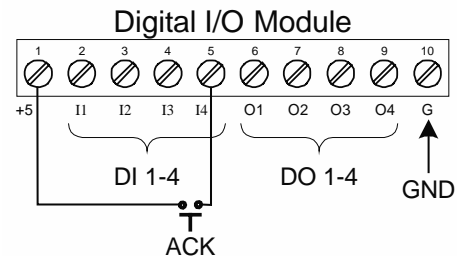 Digital I/O Module
1 2 3 4 5 6 7 8 9 10
+5 I1 I2 I3 I4 O1 O2 O3 O4 G
DI 1-4 DO 1-4
GND
ACK